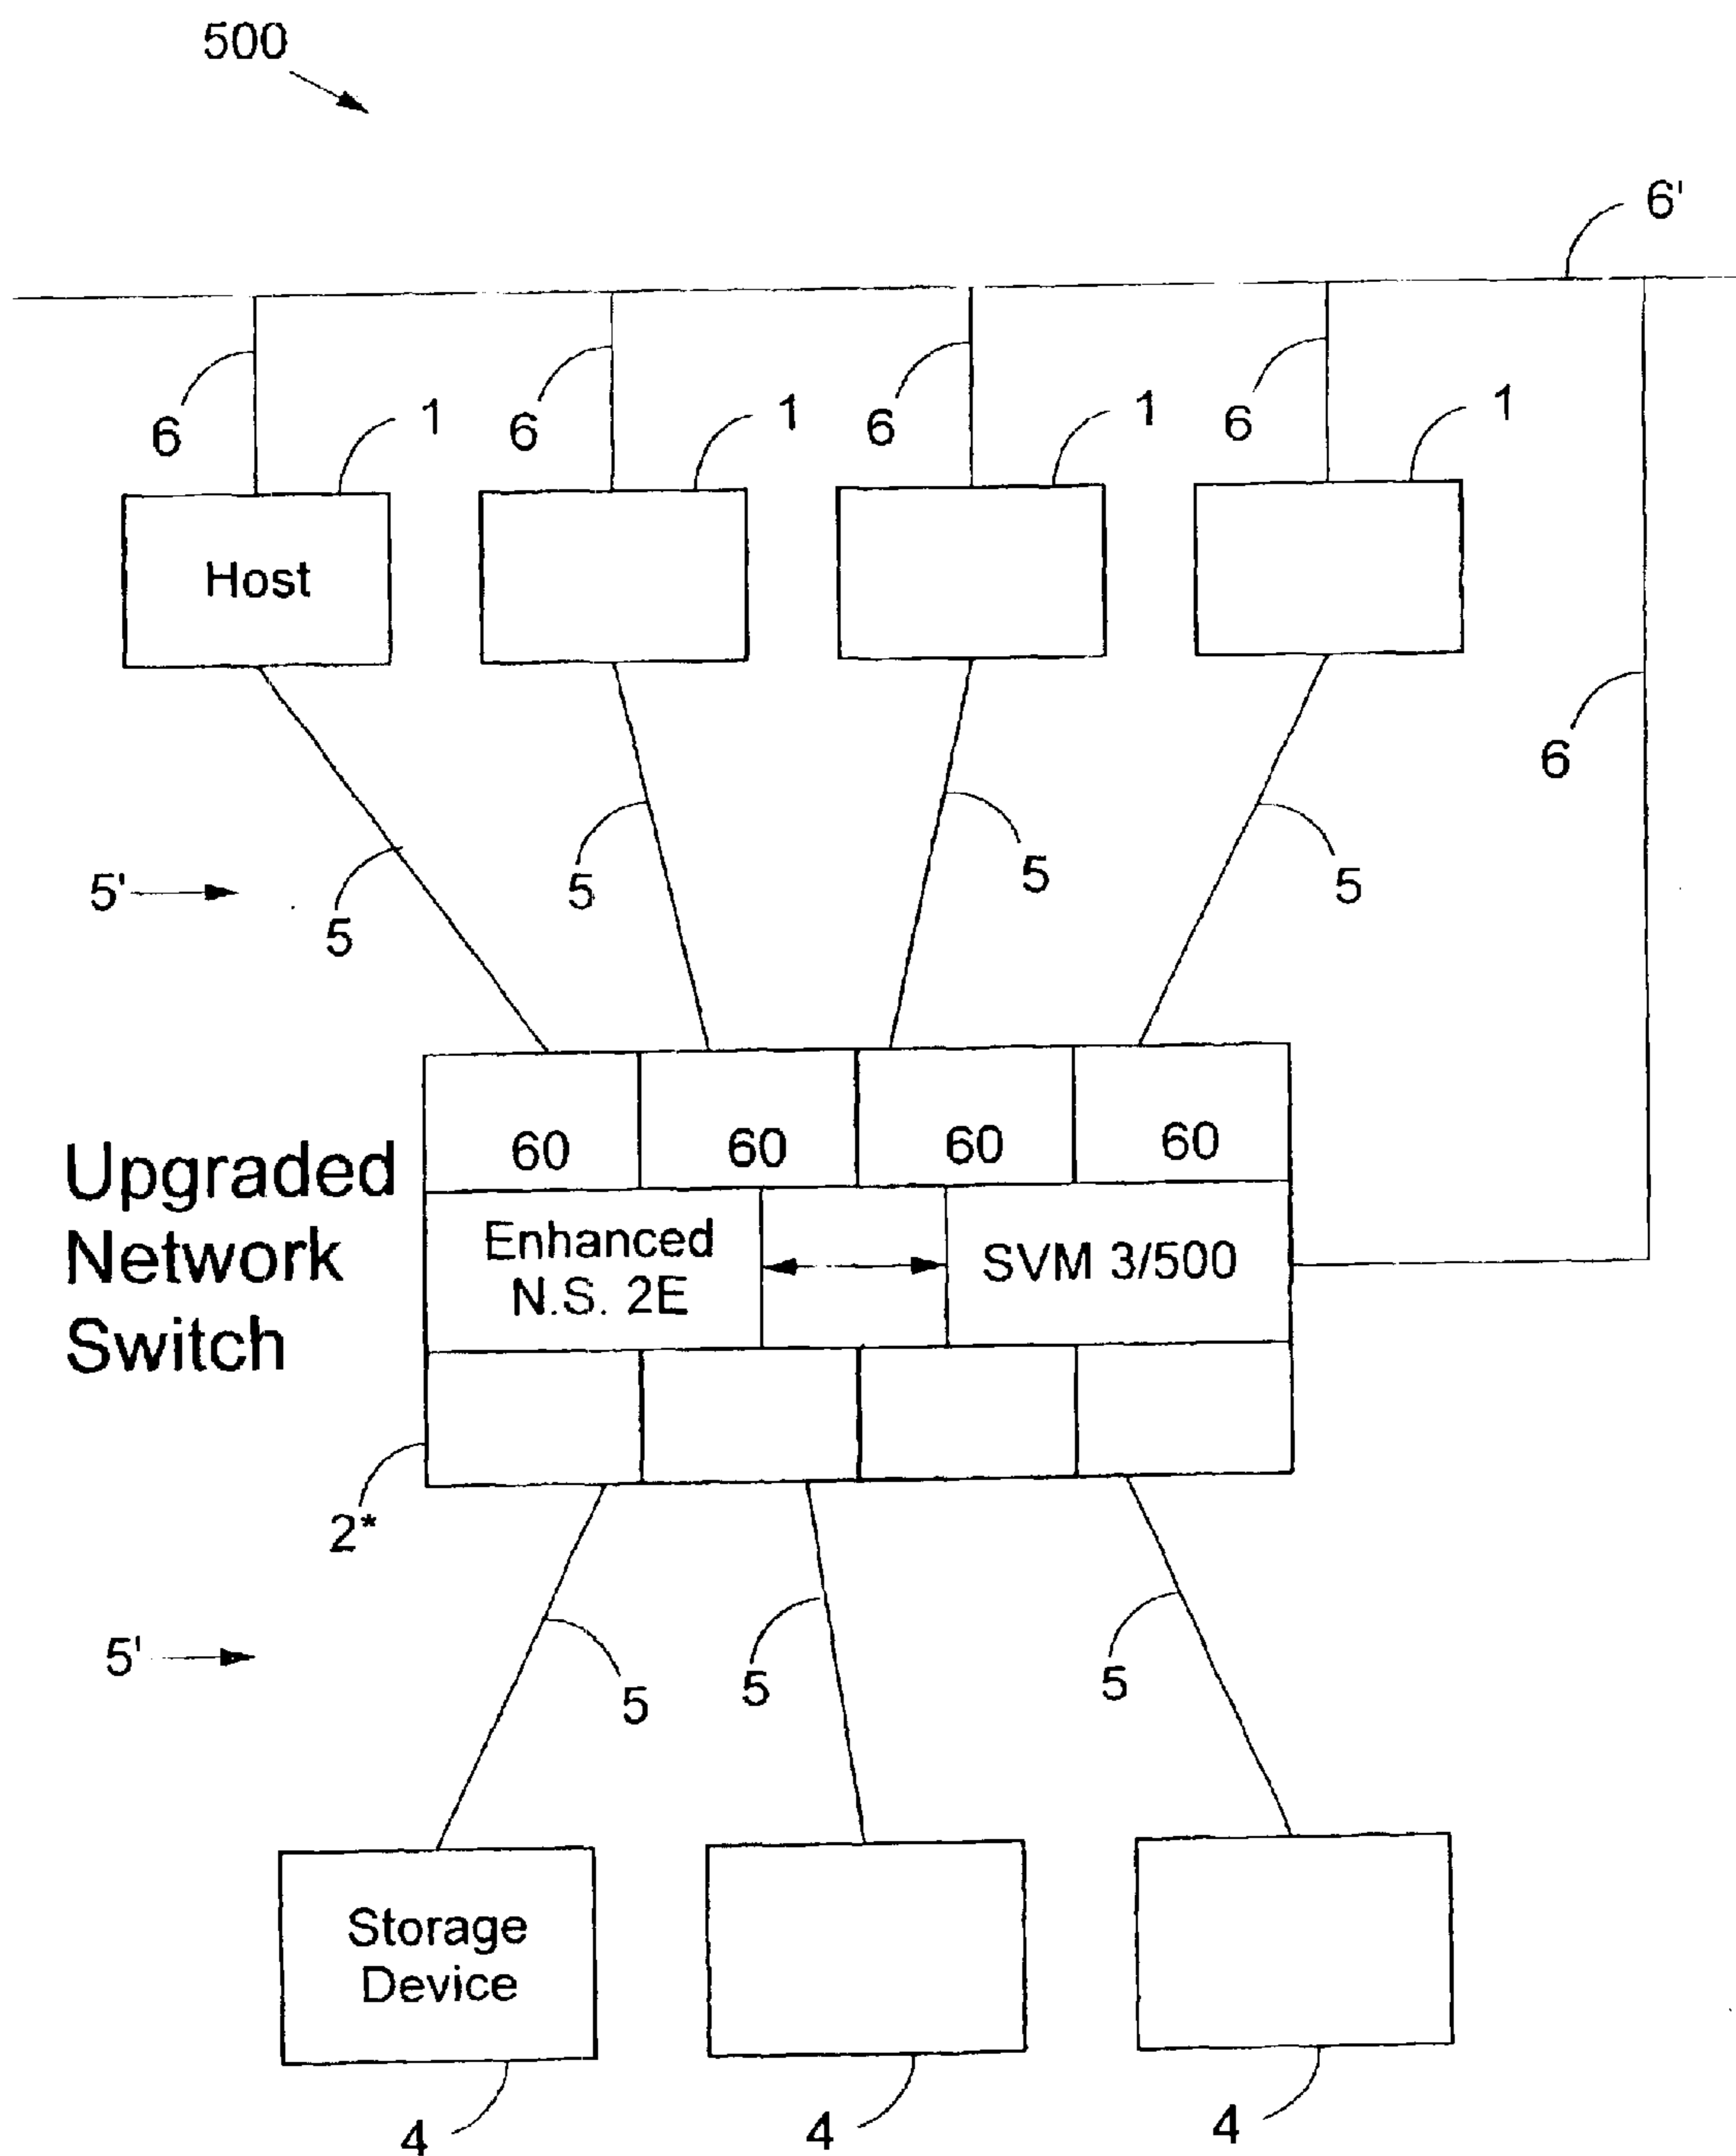 500
6'
6 1 6 1 6 1 6 1
Host
6
5' 5 5 5 5
60 60 60 60
Upgraded
Network
Switch
Enhanced
N.S. 2E
SVM 3/500
2*
5' 5 5 5
Storage
Device
4 4 4